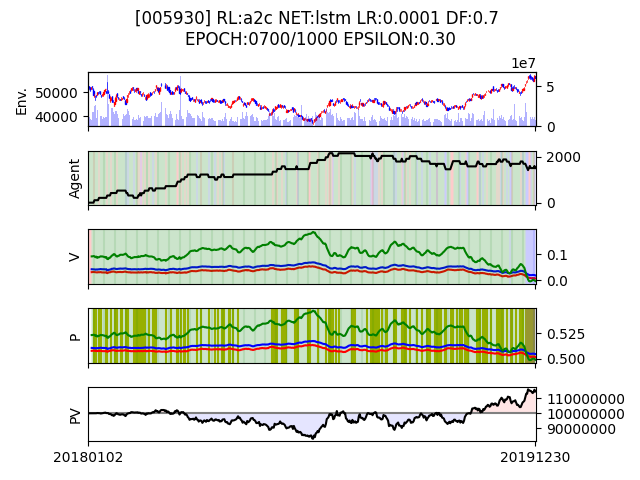 [005930] RL:a2c NET:lstm LR:0.0001 DF:0.7
EPOCH:0700/1000 EPSILON:0.30
1e7
Env.
50000
40000
5
0
Agent
2000
0
V
0.1
0.0
P
0.525
0.500
PV
110000000
100000000
90000000
20180102
20191230